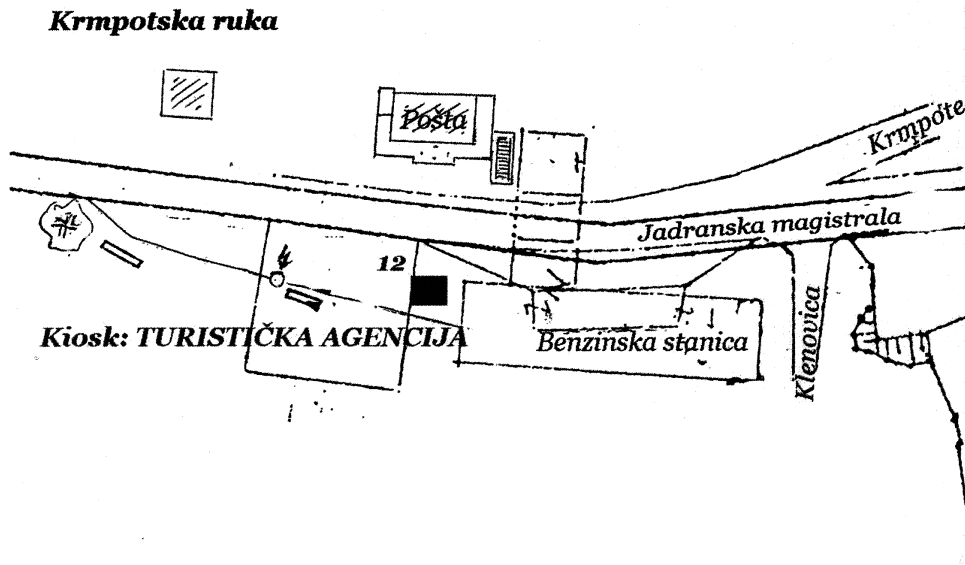 Krmpotska ruka
Pošta
Krmpote
Jadranska magistrala
12
Kiosk: TURISTIČKA AGENCIJA
Benzinska stanica
Klenovica